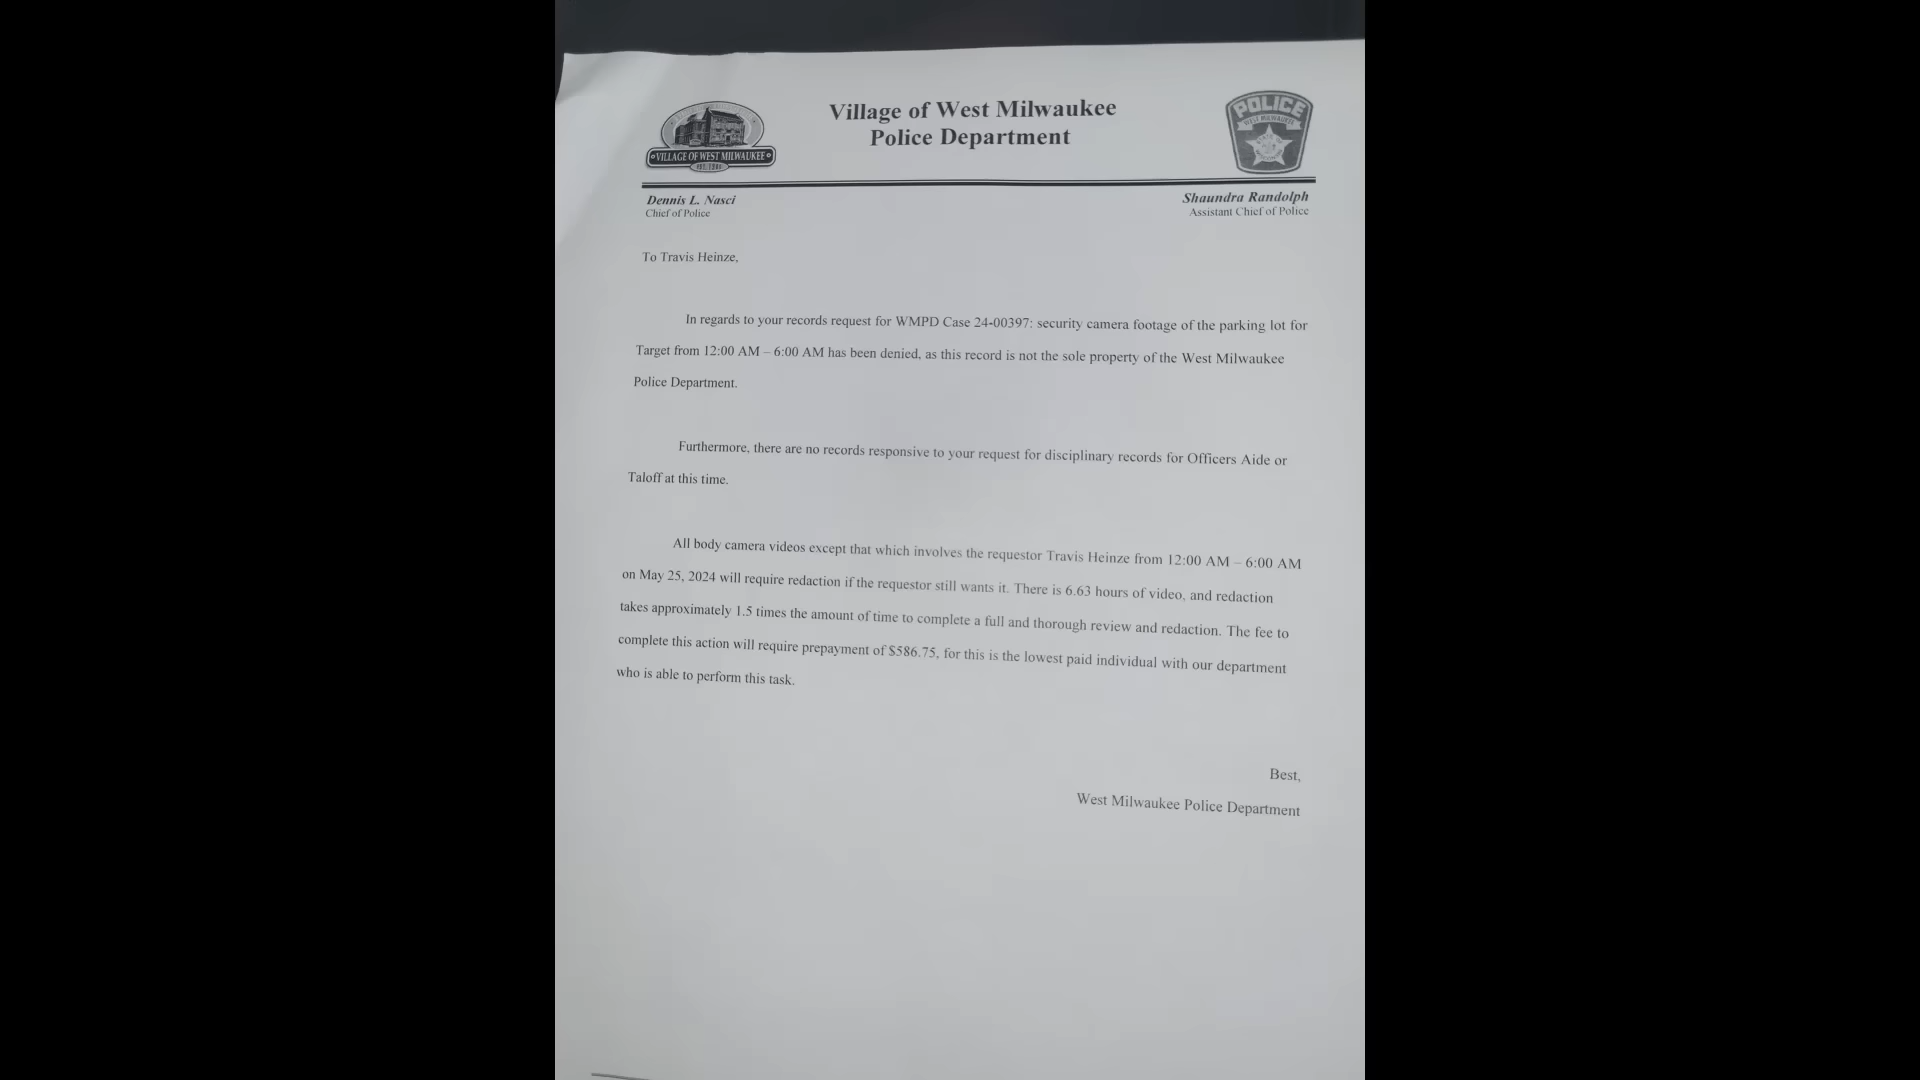 Village of West Milwaukee
Police Department
VILLAGE OF WEST MILWAUKEE
POLICE
WEST MILWAUKEE
Dennis L. Nasci
Chief of Police
Shaundra Randolph
Assistant Chief of Police
To Travis Heinze,
In regards to your records request for WMPD Case 24-00397: security camera footage of the parking lot for
Target from 12:00 AM – 6:00 AM has been denied, as this record is not the sole property of the West Milwaukee
Police Department.
Furthermore, there are no records responsive to your request for disciplinary records for Officers Aide or
Taloff at this time.
All body camera videos except that which involves the requestor Travis Heinze from 12:00 AM – 6:00 AM
on May 25, 2024 will require redaction if the requestor still wants it. There is 6.63 hours of video, and redaction
takes approximately 1.5 times the amount of time to complete a full and thorough review and redaction. The fee to
complete this action will require prepayment of $586.75, for this is the lowest paid individual with our department
who is able to perform this task.
Best,
West Milwaukee Police Department